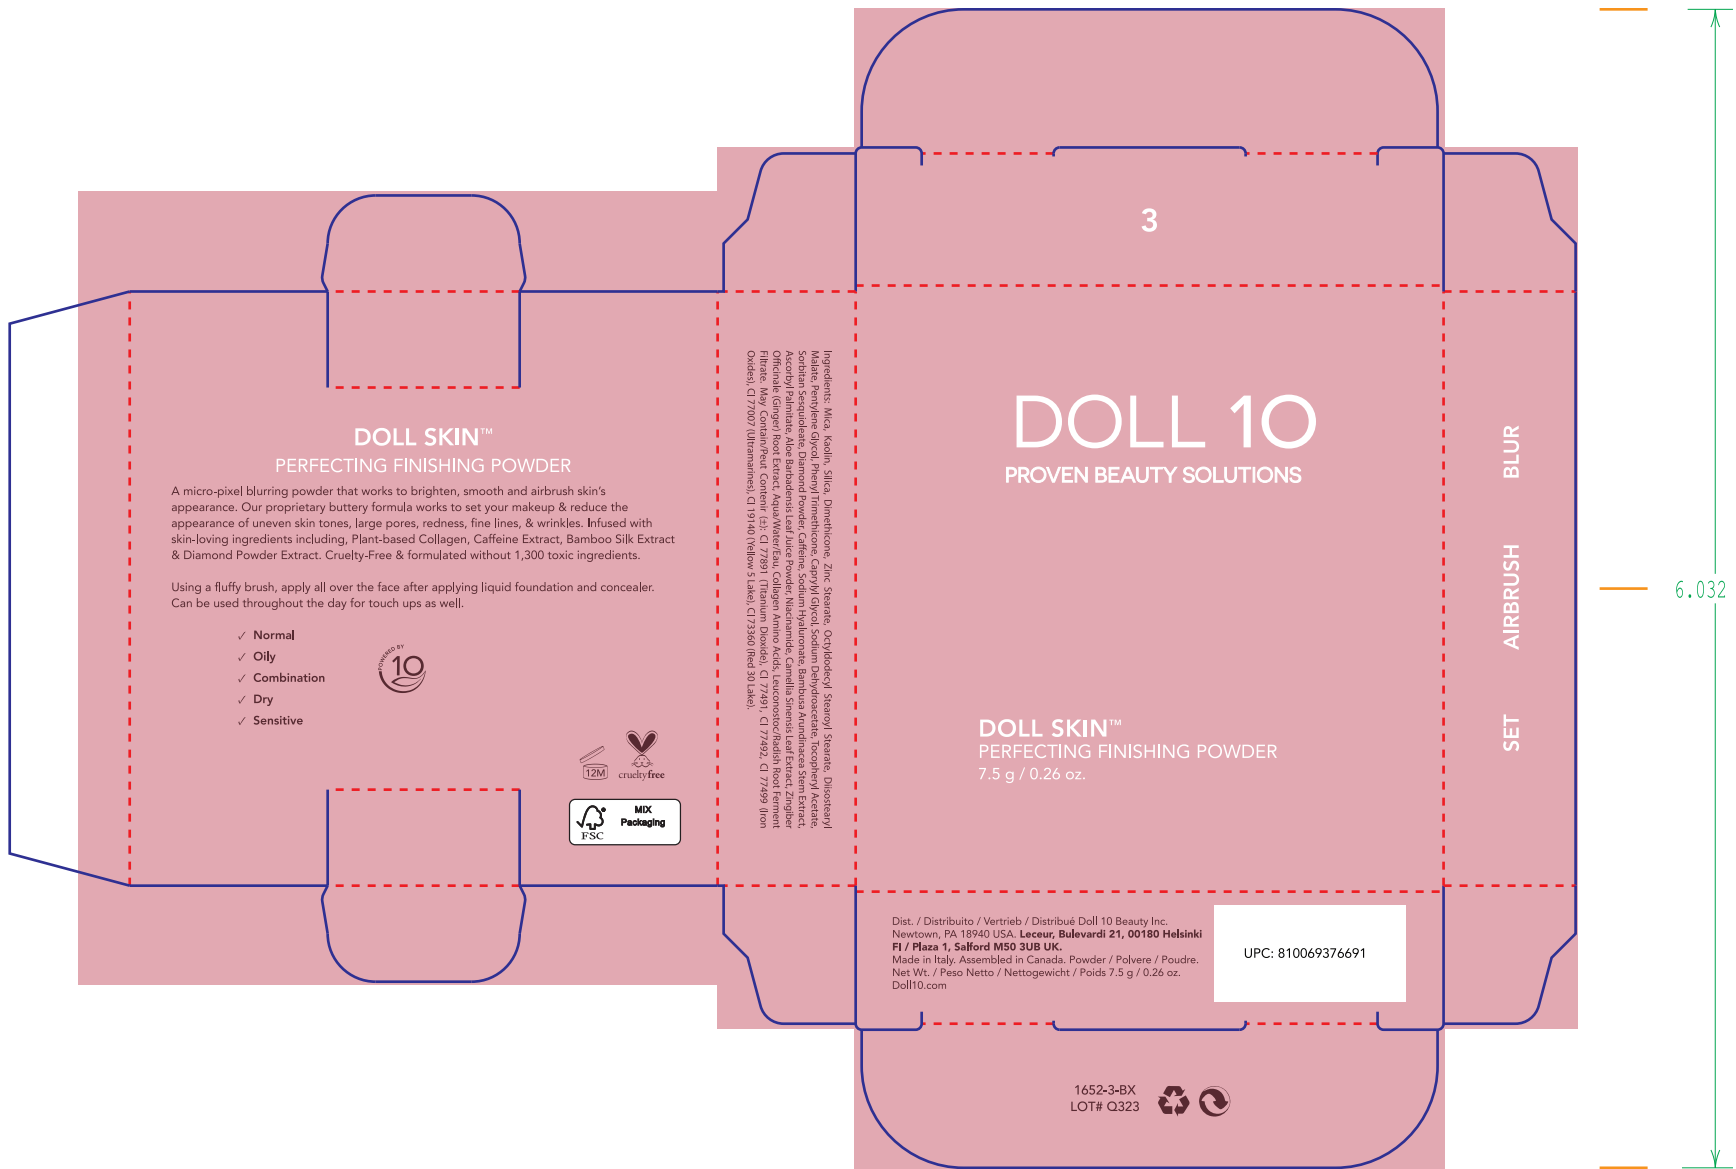 3
DOLL SKIN™
PERFECTING FINISHING POWDER
A micro-pixel blurring powder that works to brighten, smooth and airbrush skin's
appearance. Our proprietary buttery formula works to set your makeup & reduce the
appearance of uneven skin tones, large pores, redness, fine lines, & wrinkles. Infused with
skin-loving ingredients including, Plant-based Collagen, Caffeine Extract, Bamboo Silk Extract
& Diamond Powder Extract. Cruelty-Free & formulated without 1,300 toxic ingredients.
Using a fluffy brush, apply all over the face after applying liquid foundation and concealer.
Can be used throughout the day for touch ups as well.
✓ Normal
✓ Oily
✓ Combination
✓ Dry
✓ Sensitive
POWERED BY
10
12M
crueltyfree
FSC
MIX
Packaging
Ingredients: Mica, Kaolin, Silica, Dimethicone, Zinc Stearate, Octyldodecyl Stearoyl Stearate, Diisostearyl
Malate, Pentylene Glycol, Phenyl Trimethicone, Caprylyl Glycol, Sodium Dehydroacetate, Tocopheryl Acetate,
Sorbitan Sesquioleate, Diamond Powder, Caffeine, Sodium Hyaluronate, Bambusa Arundinacea Stem Extract,
Ascorbyl Palmitate, Aloe Barbadensis Leaf Juice Powder, Niacinamide, Camellia Sinensis Leaf Extract, Zingiber
Officinale (Ginger) Root Extract, Aqua/Water/Eau, Collagen Amino Acids, Leuconostoc/Radish Root Ferment
Filtrate. May Contain/Peut Contenir (±): CI 77891 (Titanium Dioxide), CI 77491, CI 77492, CI 77499 (Iron
Oxides), CI 77007 (Ultramarines), CI 19140 (Yellow 5 Lake), CI 73360 (Red 30 Lake).
DOLL 10
PROVEN BEAUTY SOLUTIONS
DOLL SKIN™
PERFECTING FINISHING POWDER
7.5 g / 0.26 oz.
SET AIRBRUSH BLUR
6.032
Dist. / Distribuito / Vertrieb / Distribué Doll 10 Beauty Inc.
Newtown, PA 18940 USA. Leceur, Bulevardi 21, 00180 Helsinki
FI / Plaza 1, Salford M50 3UB UK.
Made in Italy. Assembled in Canada. Powder / Polvere / Poudre.
Net Wt. / Peso Netto / Nettogewicht / Poids 7.5 g / 0.26 oz.
Doll10.com
UPC: 810069376691
1652-3-BX
LOT# Q323